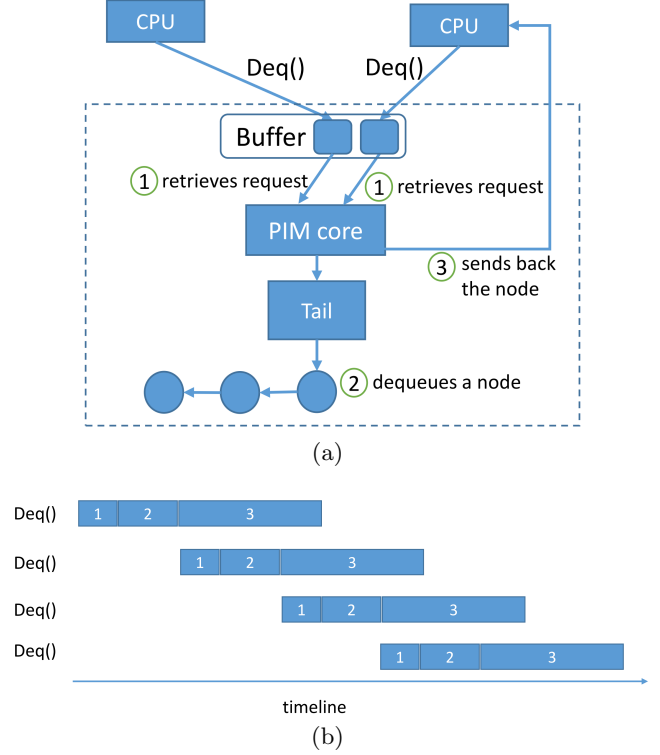 CPU
CPU
Deq()
Deq()
Buffer
1 retrieves request
1 retrieves request
PIM core
3 sends back
the node
Tail
2 dequeues a node
(a)
Deq() 1 2 3
Deq() 1 2 3
Deq() 1 2 3
Deq() 1 2 3
timeline
(b)